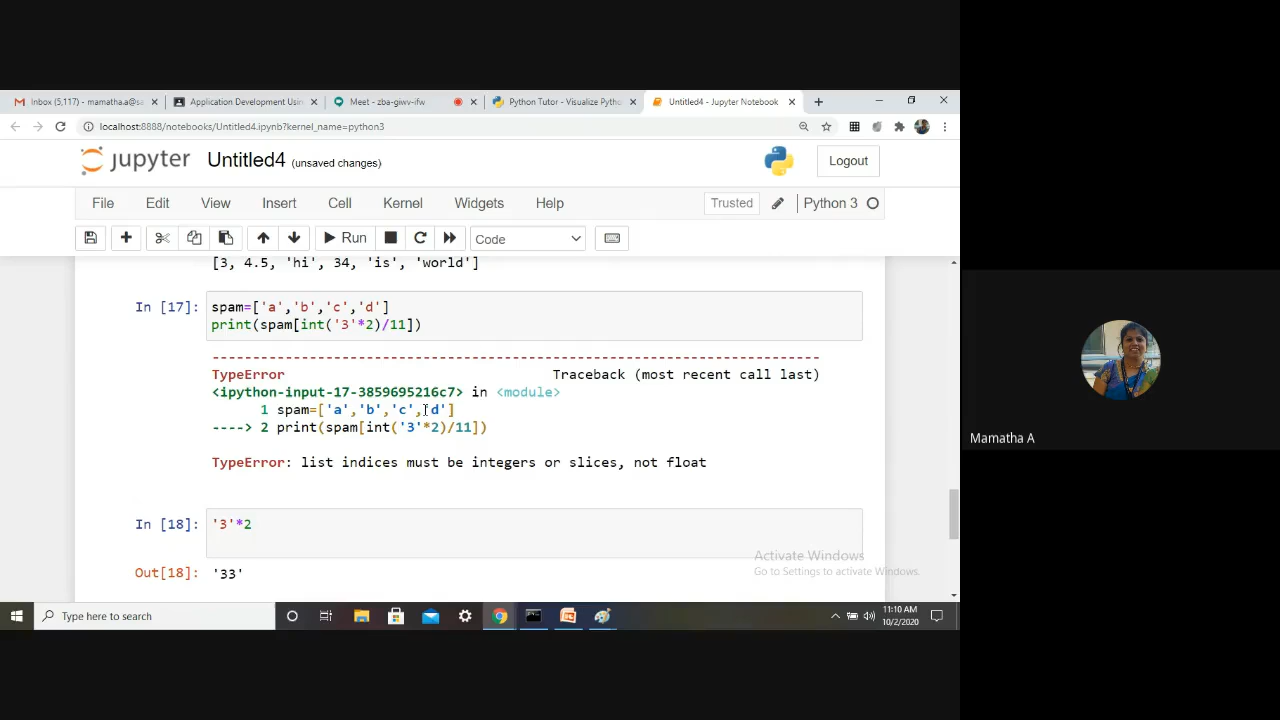 Inbox (5,117) - mamatha.a@sa
Application Development Usin
Meet - zba-giwv-ifw
Python Tutor - Visualize Pytho
Untitled4 - Jupyter Notebook
localhost:8888/notebooks/Untitled4.ipynb?kernel_name=python3
jupyter Untitled4 (unsaved changes)
Logout
File Edit View Insert Cell Kernel Widgets Help
Trusted Python 3
Run Code
[3, 4.5, 'hi', 34, 'is', 'world']
In [17]: spam=['a','b','c','d']
print(spam[int('3'*2)/11])
---------------------------------------------------------------------------
TypeError Traceback (most recent call last)
<ipython-input-17-3859695216c7> in <module>
1 spam=['a','b','c','d']
----> 2 print(spam[int('3'*2)/11])
TypeError: list indices must be integers or slices, not float
In [18]: '3'*2
Out[18]: '33'
Activate Windows
Go to Settings to activate Windows.
Mamatha A
Type here to search
11:10 AM
10/2/2020